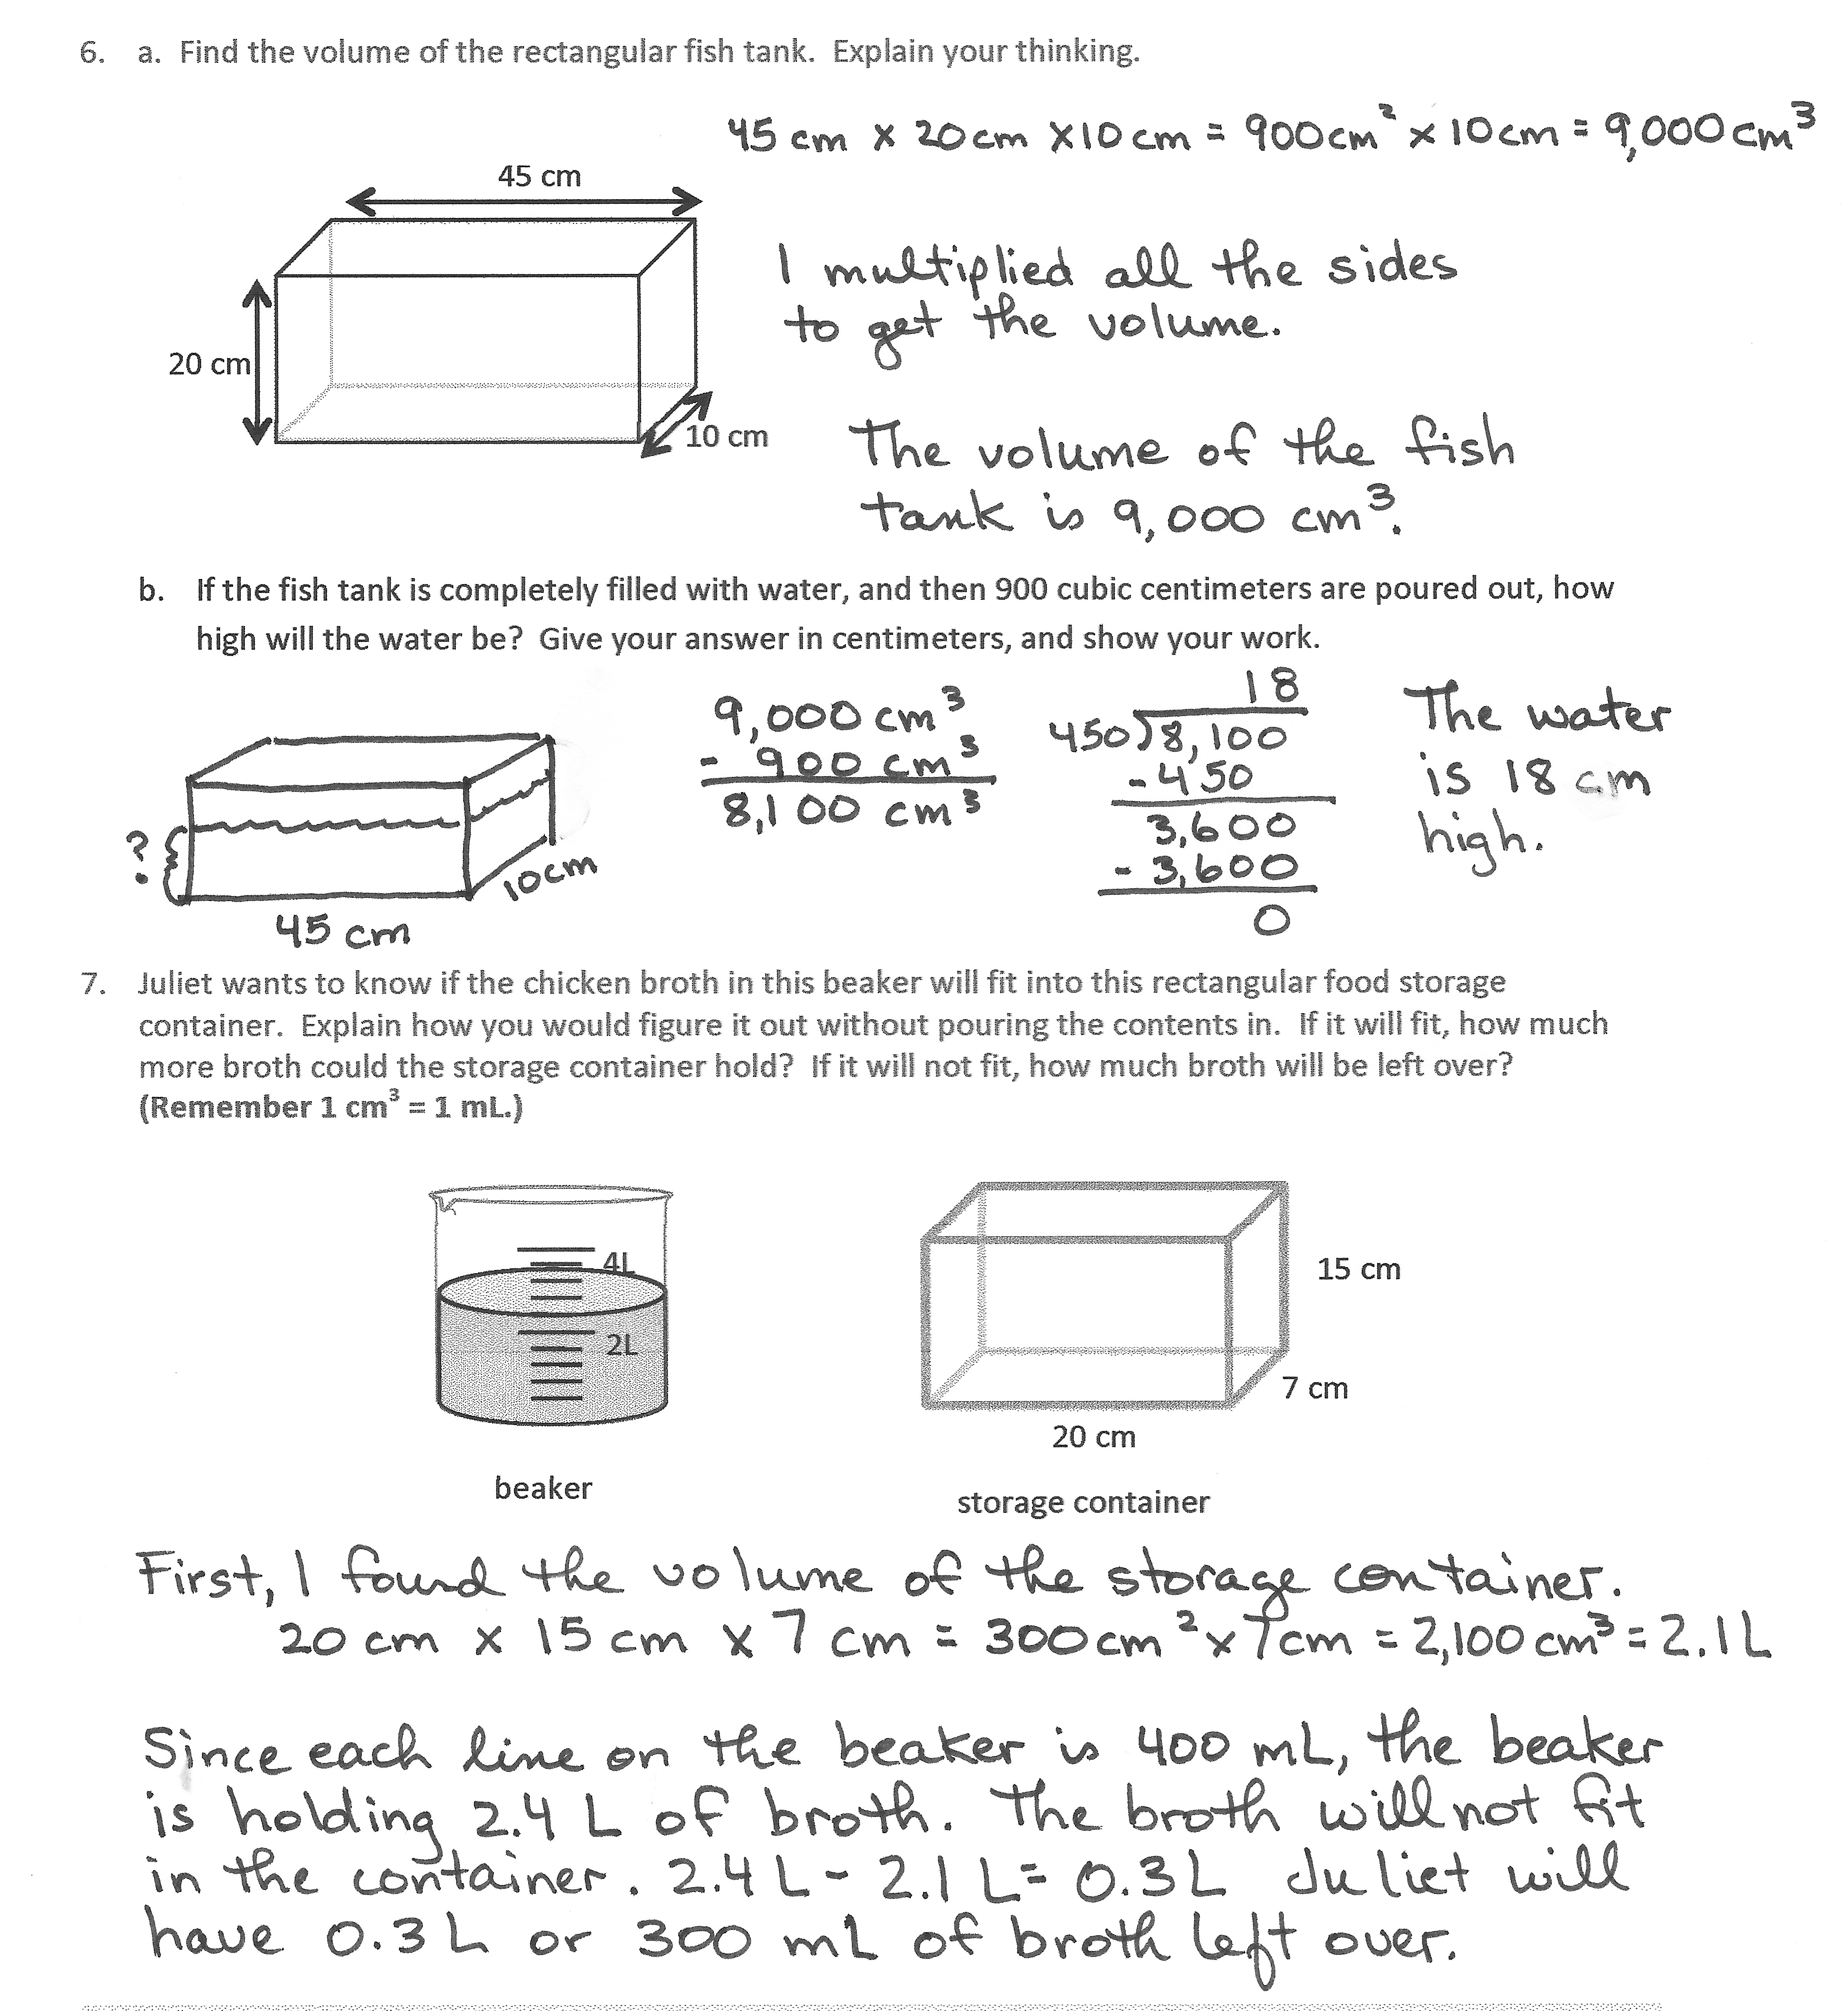 6. a. Find the volume of the rectangular fish tank. Explain your thinking.
45 cm x 20cm x10 cm = 900cm² x 10cm = 9,000 cm³
45 cm
20 cm
10 cm
I multiplied all the sides
to get the volume.
The volume of the fish
tank is 9,000 cm³.
b. If the fish tank is completely filled with water, and then 900 cubic centimeters are poured out, how
high will the water be? Give your answer in centimeters, and show your work.
?
45 cm
10cm
9,000 cm³
- 900 cm³
8,100 cm³
18
450)8,100
-4 50
3,600
- 3,600
0
The water
is 18 cm
high.
7. Juliet wants to know if the chicken broth in this beaker will fit into this rectangular food storage
container. Explain how you would figure it out without pouring the contents in. If it will fit, how much
more broth could the storage container hold? If it will not fit, how much broth will be left over?
(Remember 1 cm³ = 1 mL.)
4L
2L
beaker
15 cm
7 cm
20 cm
storage container
First, I found the volume of the storage container.
20 cm x 15 cm x 7 cm = 300 cm² x 7cm = 2,100 cm³ = 2.1 L
Since each line on the beaker is 400 mL, the beaker
is holding 2.4 L of broth. The broth will not fit
in the container. 2.4 L - 2.1 L = 0.3 L Juliet will
have 0.3 L or 300 mL of broth left over.